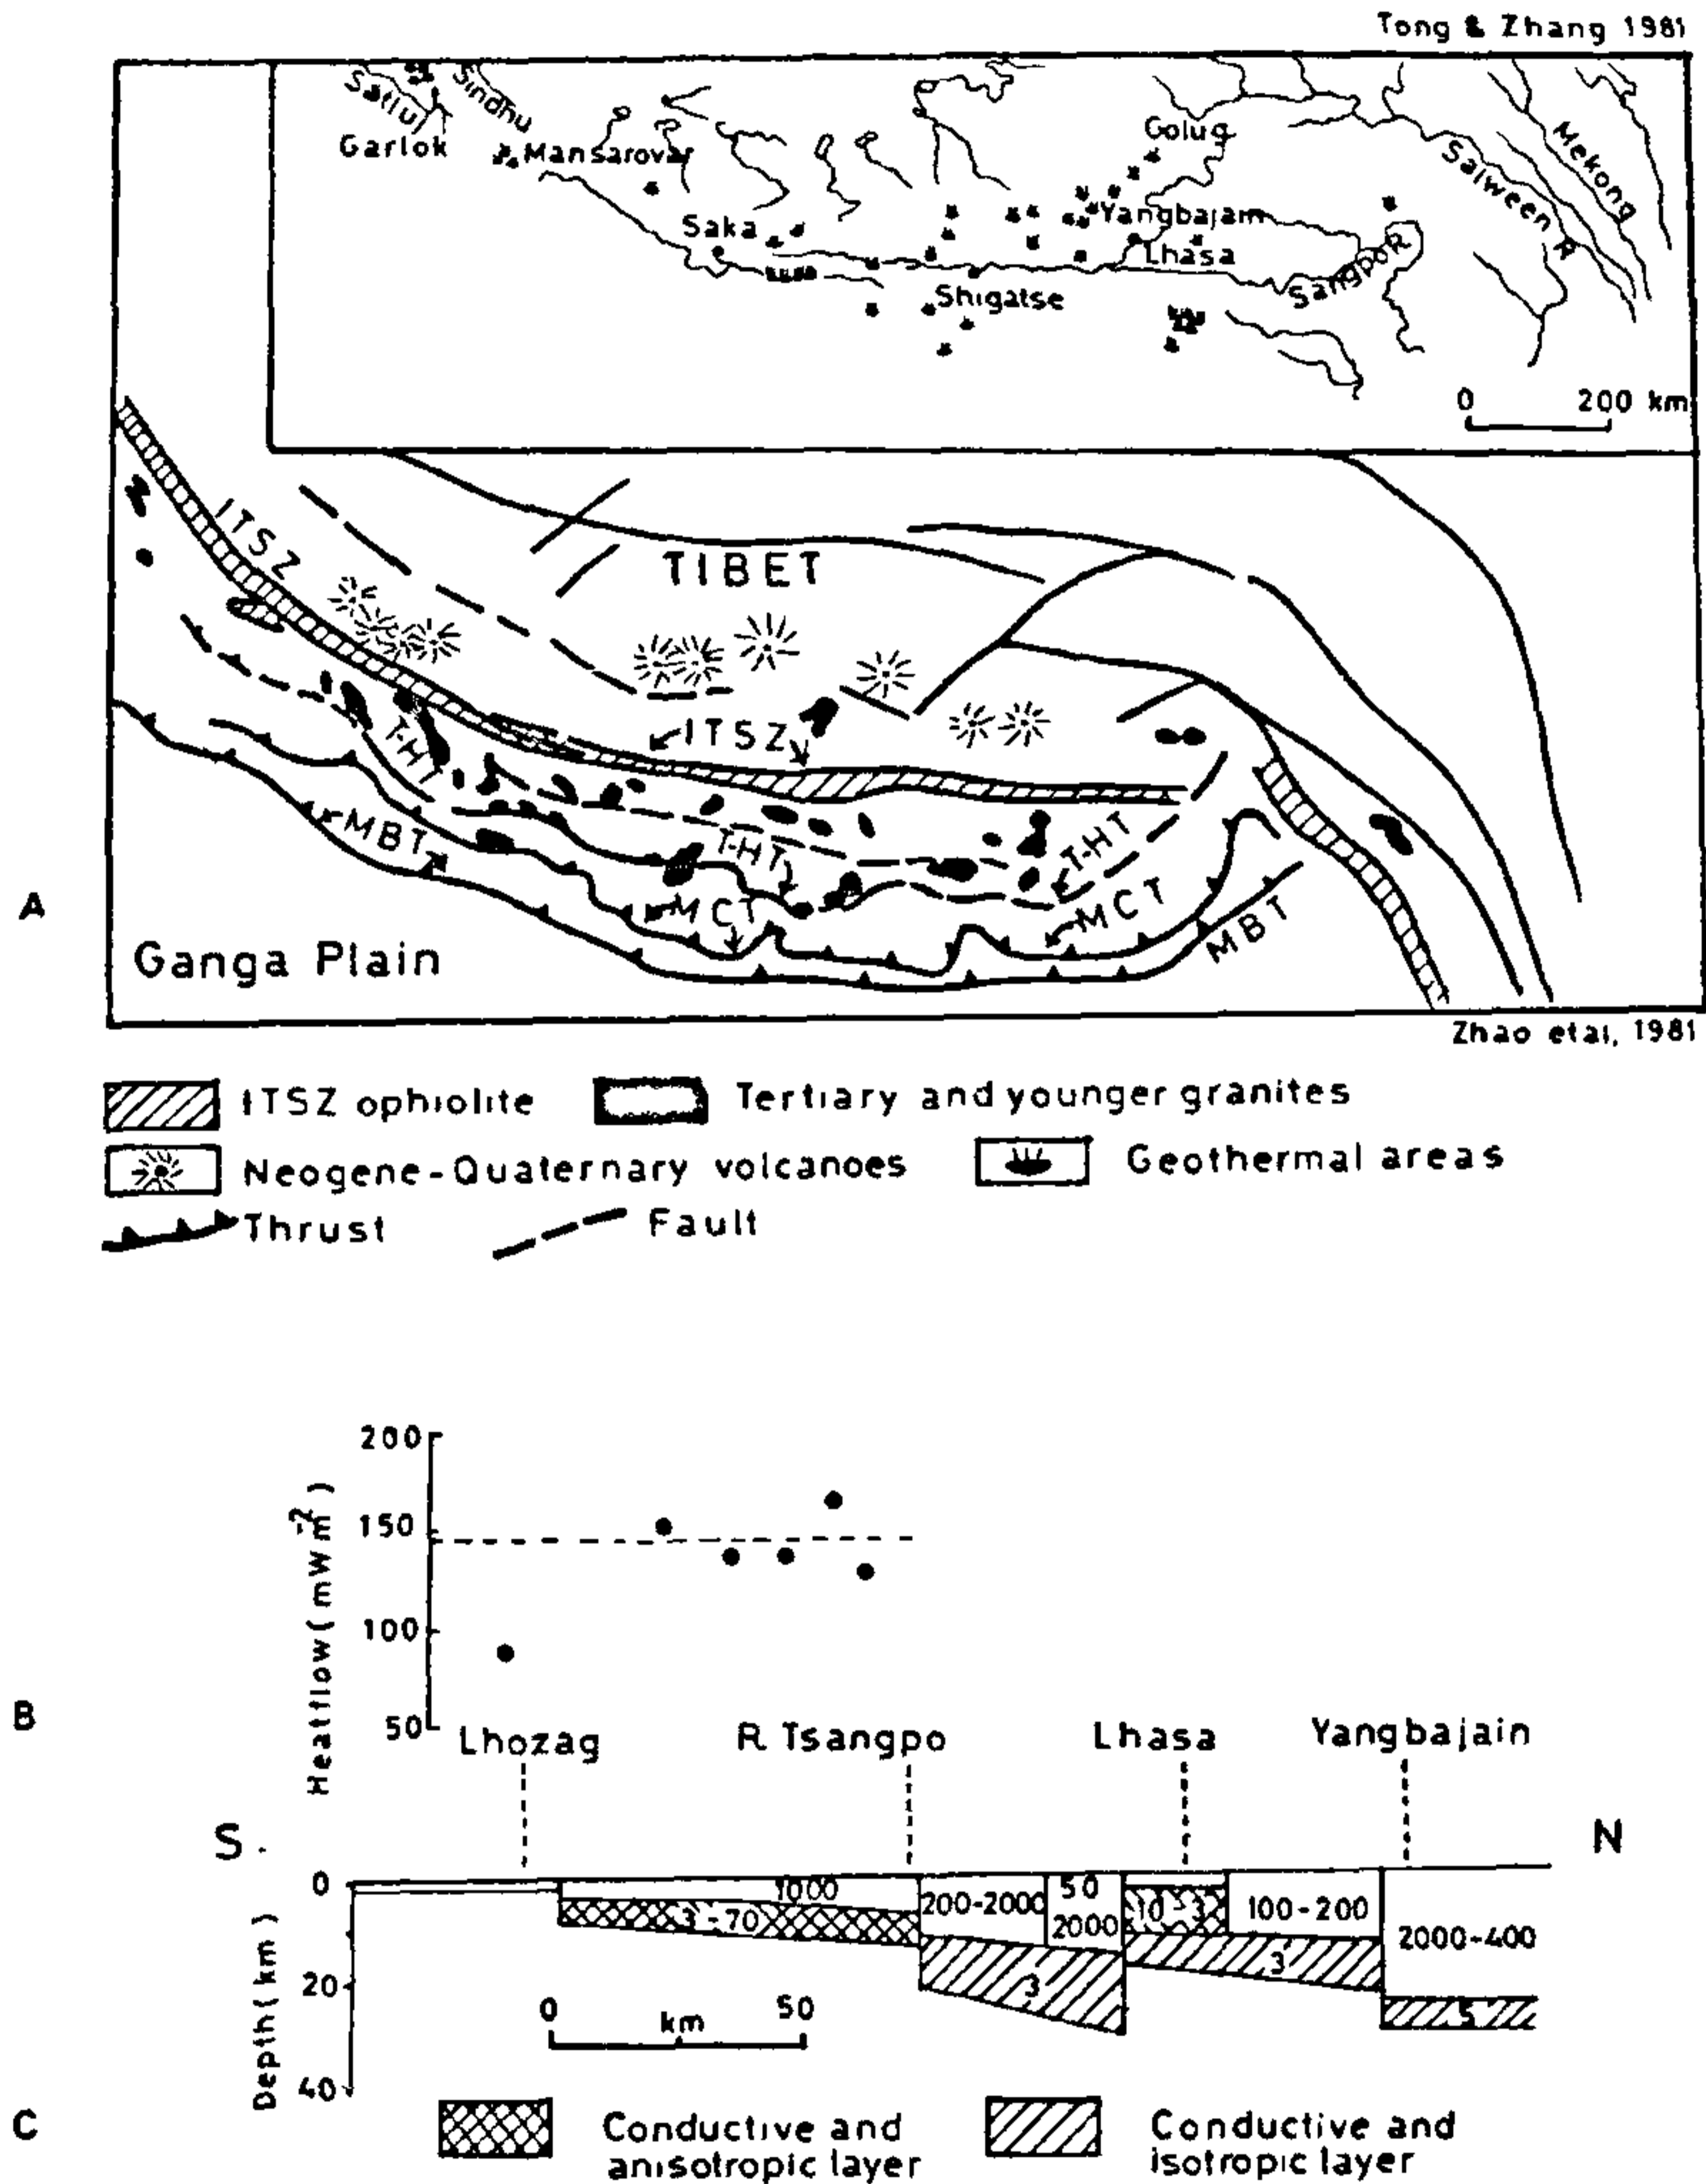 Tong & Zhang 1981
Satluj
Sindhu
Garlok
Mansarovar
Golug
Mekong
Salween R
Yangbajam
Saka
Lhasa
Sangpo R
Shigatse
0 200 km
ITSZ
TIBET
ITSZ
T-HT
MBT
T-HT
T-HT
MCT
MCT
MBT
A
Ganga Plain
Zhao etal, 1981
ITSZ ophiolite
Tertiary and younger granites
Neogene-Quaternary volcanoes
Geothermal areas
Thrust
Fault
200
150
100
50
Heatflow (mWm-2)
B
Lhozag
R Tsangpo
Lhasa
Yangbajain
S
N
0
20
40
Depth (km)
1000
3-70
200-2000
50
2000
10-3
100-200
2000-400
3
3
5
0 50
km
C
Conductive and
anisotropic layer
Conductive and
isotropic layer